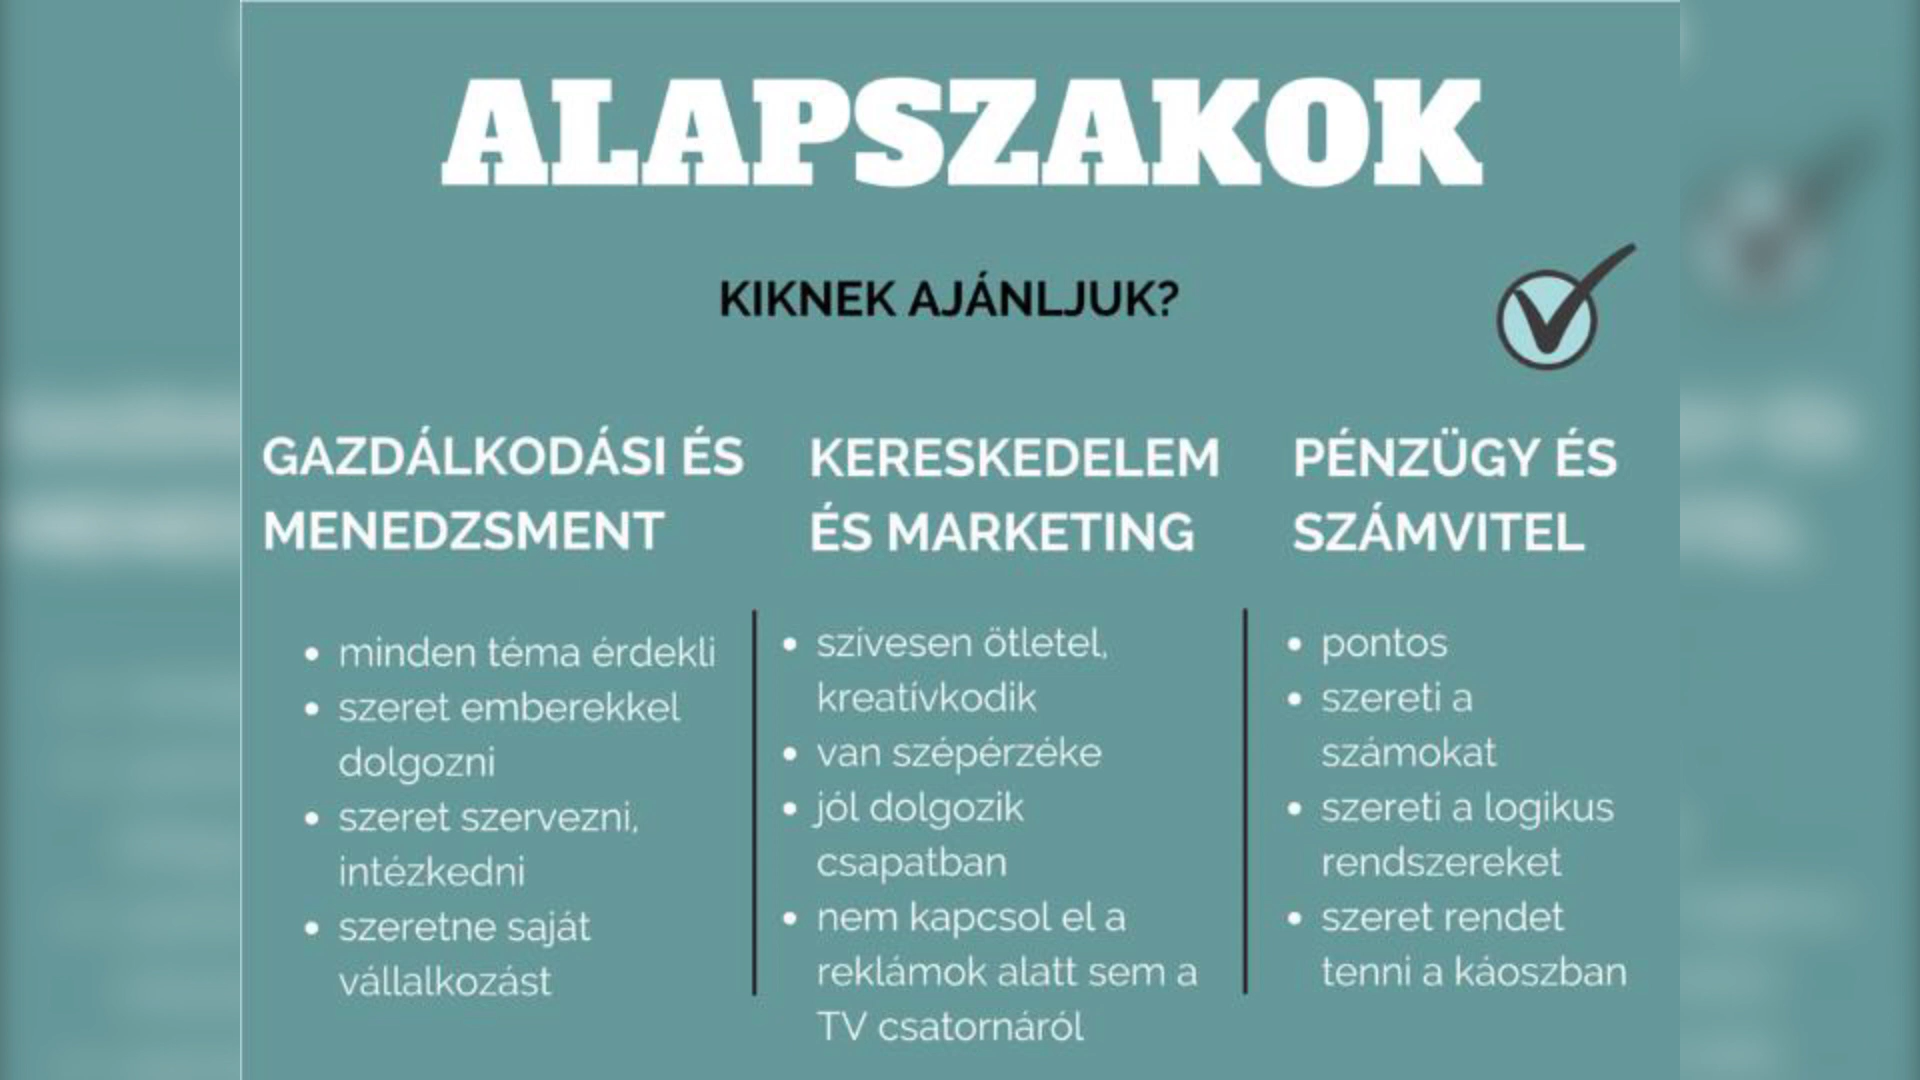 ALAPSZAKOK
KIKNEK AJÁNLJUK?
GAZDÁLKODÁSI ÉS
MENEDZSMENT
minden téma érdekli
szeret emberekkel
dolgozni
szeret szervezni,
intézkedni
szeretne saját
vállalkozást
KERESKEDELEM
ÉS MARKETING
szívesen ötletel,
kreatívkodik
van szépérzéke
jól dolgozik
csapatban
nem kapcsol el a
reklámok alatt sem a
TV csatornáról
PÉNZÜGY ÉS
SZÁMVITEL
pontos
szereti a
számokat
szereti a logikus
rendszereket
szeret rendet
tenni a káoszban